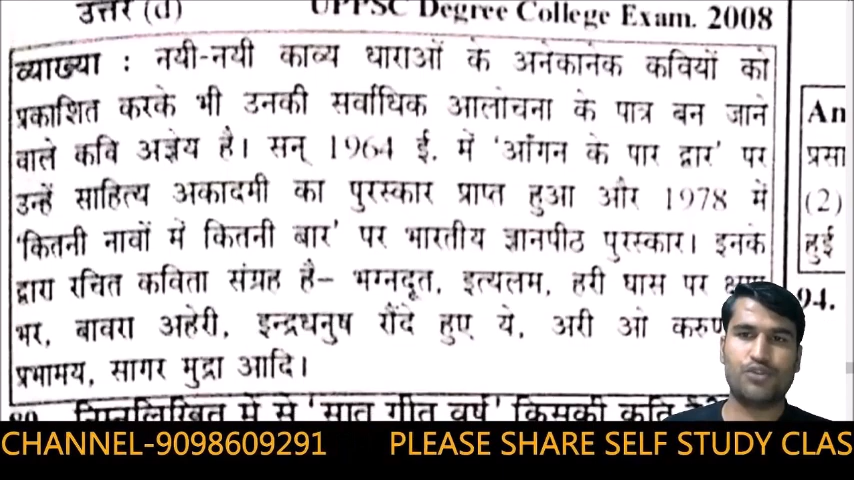 उत्तर (d) UPPSC Degree College Exam. 2008
व्याख्या : नयी-नयी काव्य धाराओं के अनेकानेक कवियों को
प्रकाशित करके भी उनकी सर्वाधिक आलोचना के पात्र बन जाने
वाले कवि अज्ञेय है। सन् 1964 ई. में 'आंगन के पार द्वार' पर
उन्हें साहित्य अकादमी का पुरस्कार प्राप्त हुआ और 1978 में
'कितनी नावों में कितनी बार' पर भारतीय ज्ञानपीठ पुरस्कार। इनके
द्वारा रचित कविता संग्रह है– भग्नदूत, इत्यलम, हरी घास पर
भर, बावरा अहेरी, इन्द्रधनुष रौंदे हुए ये, अरी ओ
प्रभामय, सागर मुद्रा आदि।
निम्नलिखित में से 'सात गीत वर्ष' किसकी कृति
An
प्रसा
(2)
हुई
94.
CHANNEL-9098609291 PLEASE SHARE SELF STUDY CLAS